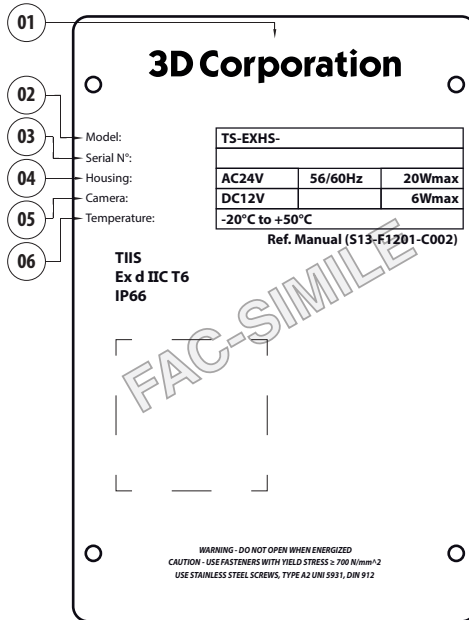 01
3D Corporation
02
03
Model: TS-EXHS-
Serial N°:
04
Housing: AC24V 56/60Hz 20Wmax
05
Camera: DC12V 6Wmax
06
Temperature: -20°C to +50°C
Ref. Manual (S13-F1201-C002)
TIIS
Ex d IIC T6
IP66
FAC-SIMILE
WARNING - DO NOT OPEN WHEN ENERGIZED
CAUTION - USE FASTENERS WITH YIELD STRESS ≥ 700 N/mm^2
USE STAINLESS STEEL SCREWS, TYPE A2 UNI 5931, DIN 912